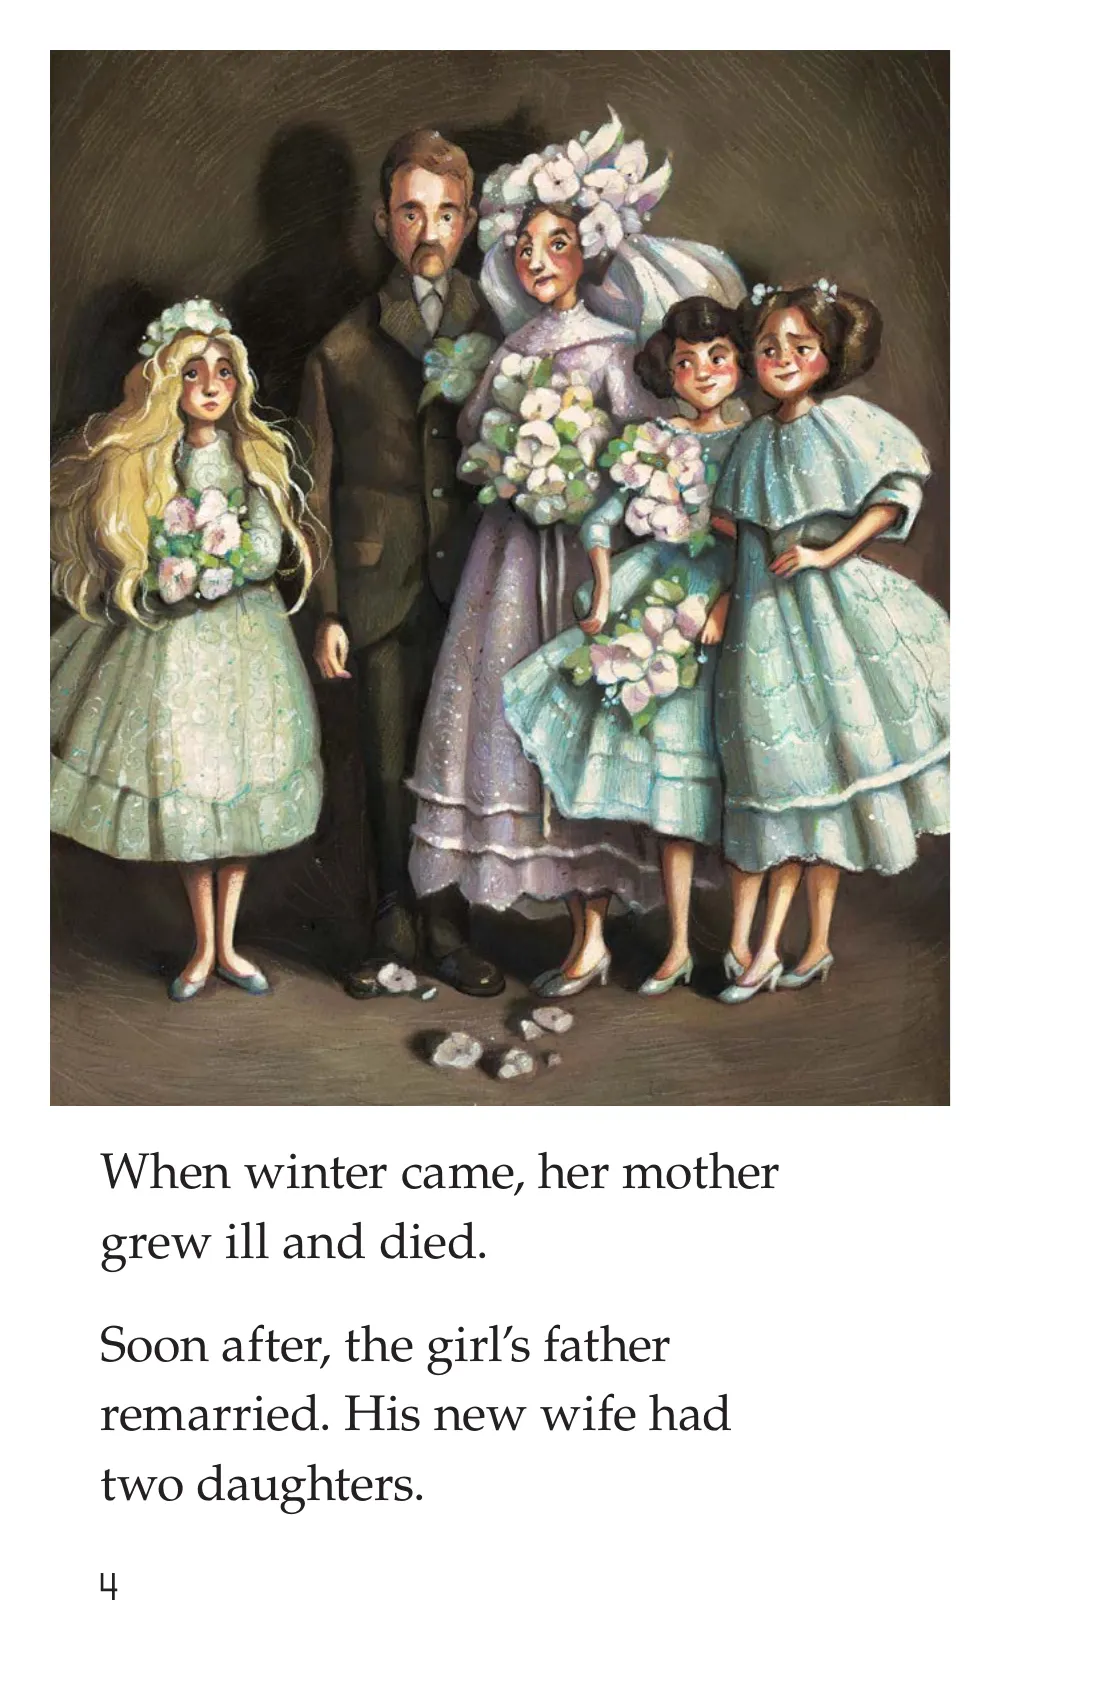 When winter came, her mother
grew ill and died.
Soon after, the girl’s father
remarried. His new wife had
two daughters.
4